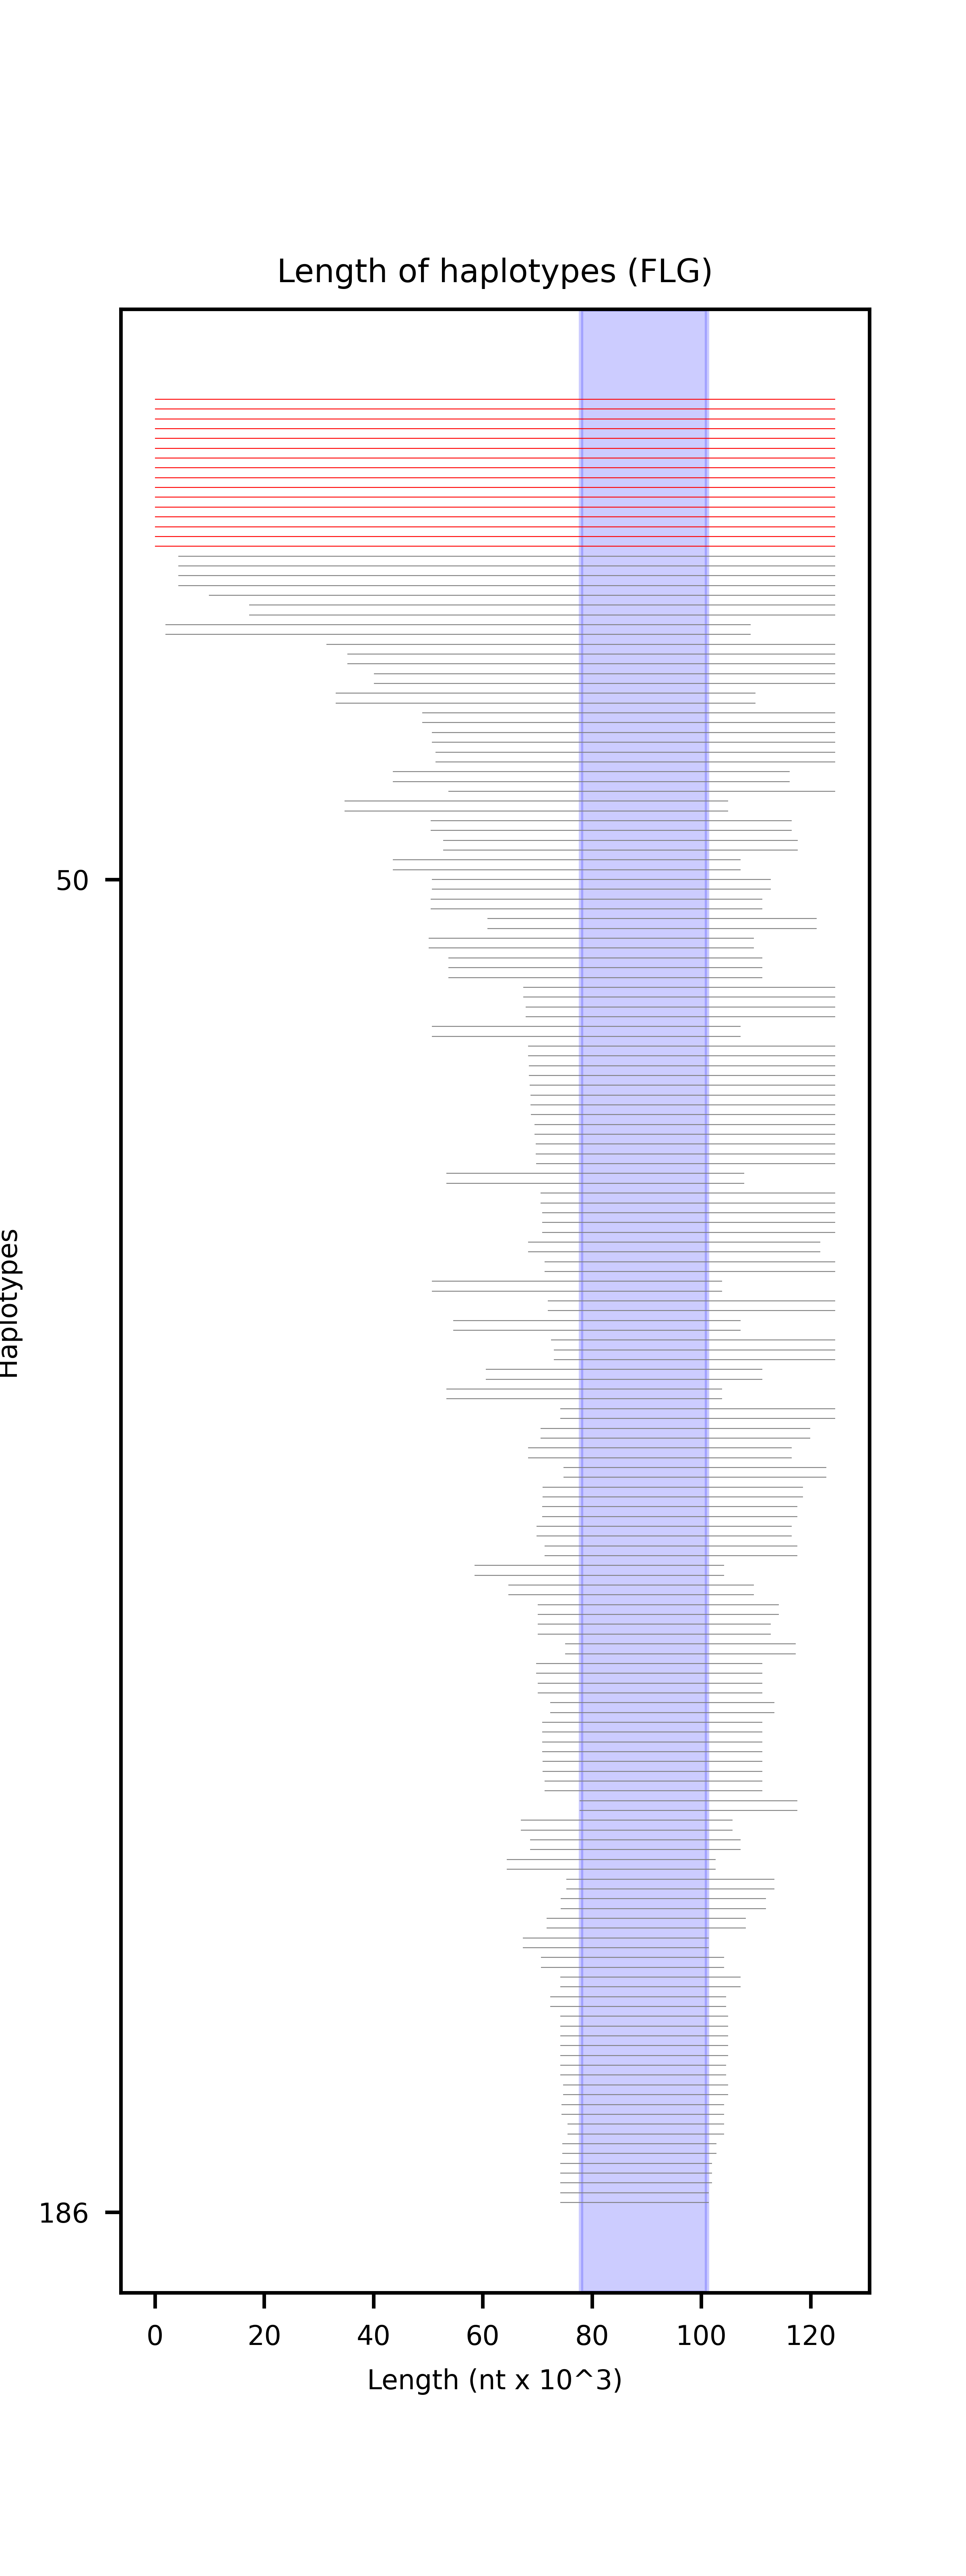 Length of haplotypes (FLG)
Haplotypes
50
186
0 20 40 60 80 100 120
Length (nt x 10^3)